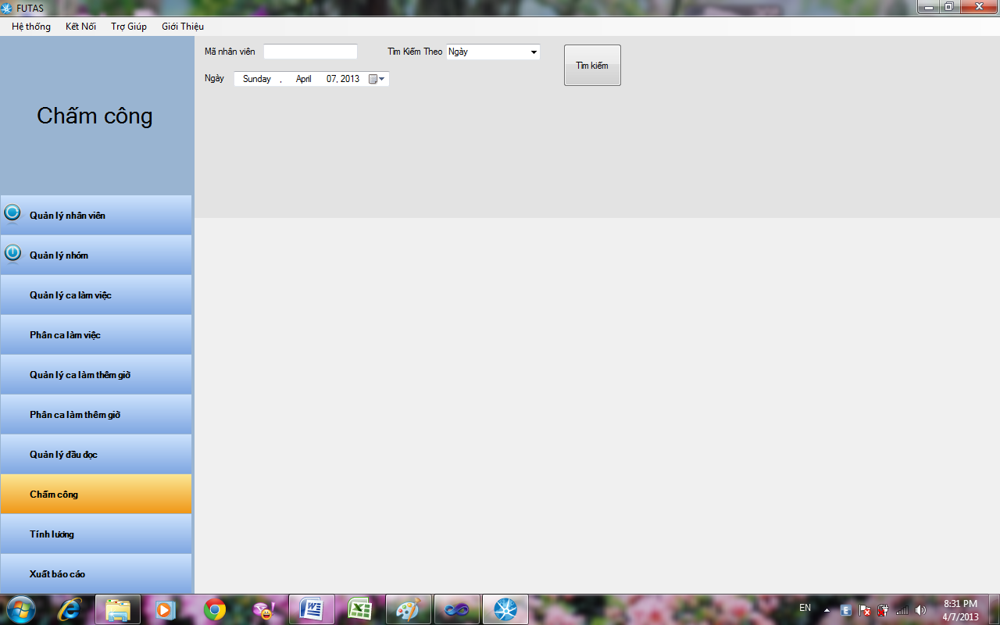 FUTAS
Hệ thống Kết Nối Trợ Giúp Giới Thiệu
Mã nhân viên Tìm Kiếm Theo Ngày Tìm kiếm
Ngày Sunday , April 07, 2013
Chấm công
Quản lý nhân viên
Quản lý nhóm
Quản lý ca làm việc
Phân ca làm việc
Quản lý ca làm thêm giờ
Phân ca làm thêm giờ
Quản lý đầu đọc
Chấm công
Tính lương
Xuất báo cáo
EN 8:31 PM
4/7/2013